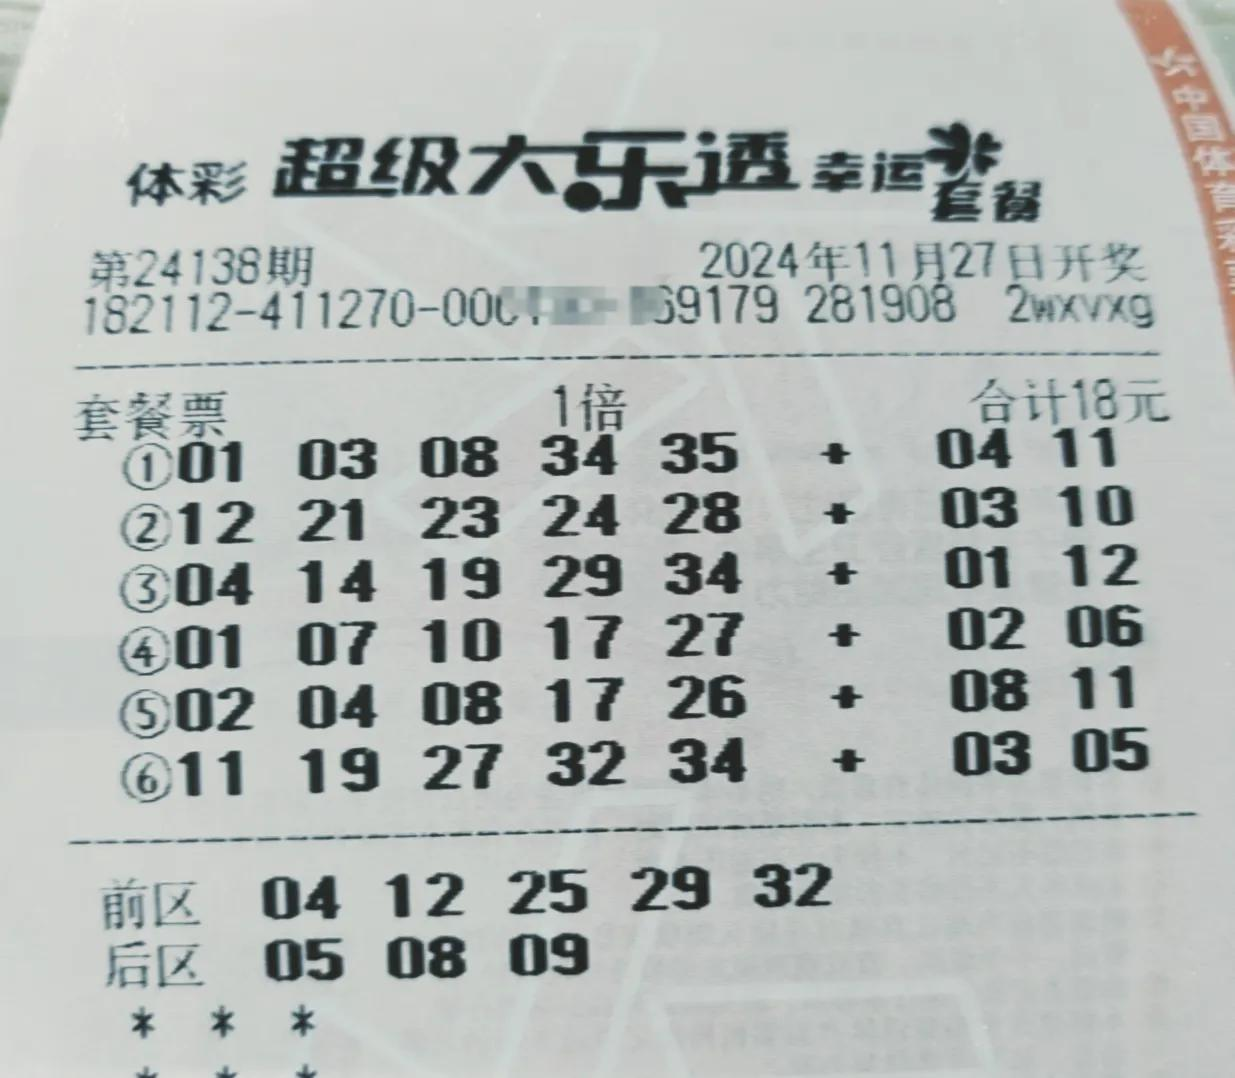 体彩 超级大乐透 幸运套餐
第24138期 2024年11月27日开奖
182112-411270-000 69179 281908 2wxvxg
套餐票 1倍 合计18元
①01 03 08 34 35 + 04 11
②12 21 23 24 28 + 03 10
③04 14 19 29 34 + 01 12
④01 07 10 17 27 + 02 06
⑤02 04 08 17 26 + 08 11
⑥11 19 27 32 34 + 03 05
前区 04 12 25 29 32
后区 05 08 09
* * *
* * *
中国体育彩